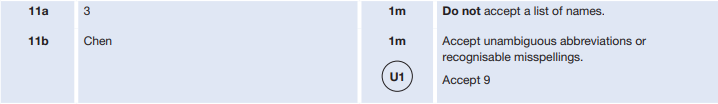 11a 3 1m Do not accept a list of names.
11b Chen 1m Accept unambiguous abbreviations or
recognisable misspellings.
U1 Accept 9